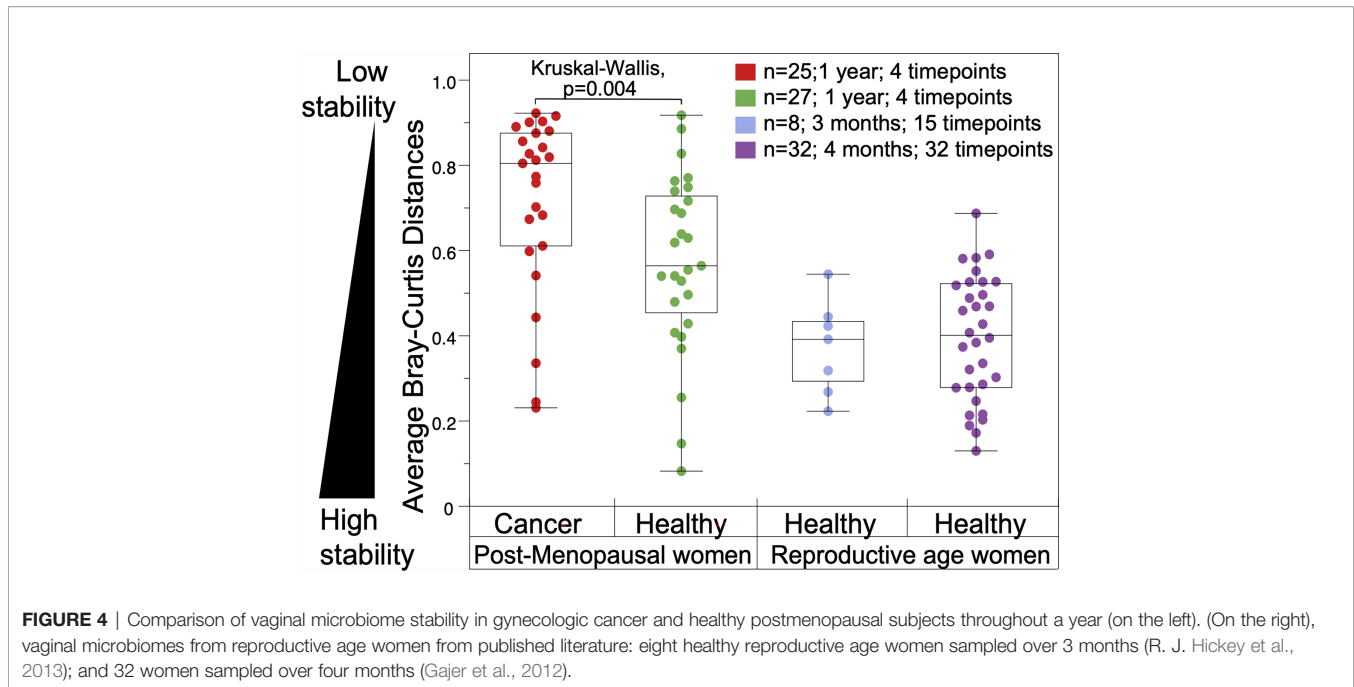 Low
stability
High
stability
Average Bray-Curtis Distances
1.0
0.8
0.6
0.4
0.2
0
Kruskal-Wallis,
p=0.004
n=25;1 year; 4 timepoints
n=27; 1 year; 4 timepoints
n=8; 3 months; 15 timepoints
n=32; 4 months; 32 timepoints
Cancer
Healthy
Healthy
Healthy
Post-Menopausal women
Reproductive age women
FIGURE 4 | Comparison of vaginal microbiome stability in gynecologic cancer and healthy postmenopausal subjects throughout a year (on the left). (On the right),
vaginal microbiomes from reproductive age women from published literature: eight healthy reproductive age women sampled over 3 months (R. J. Hickey et al.,
2013); and 32 women sampled over four months (Gajer et al., 2012).